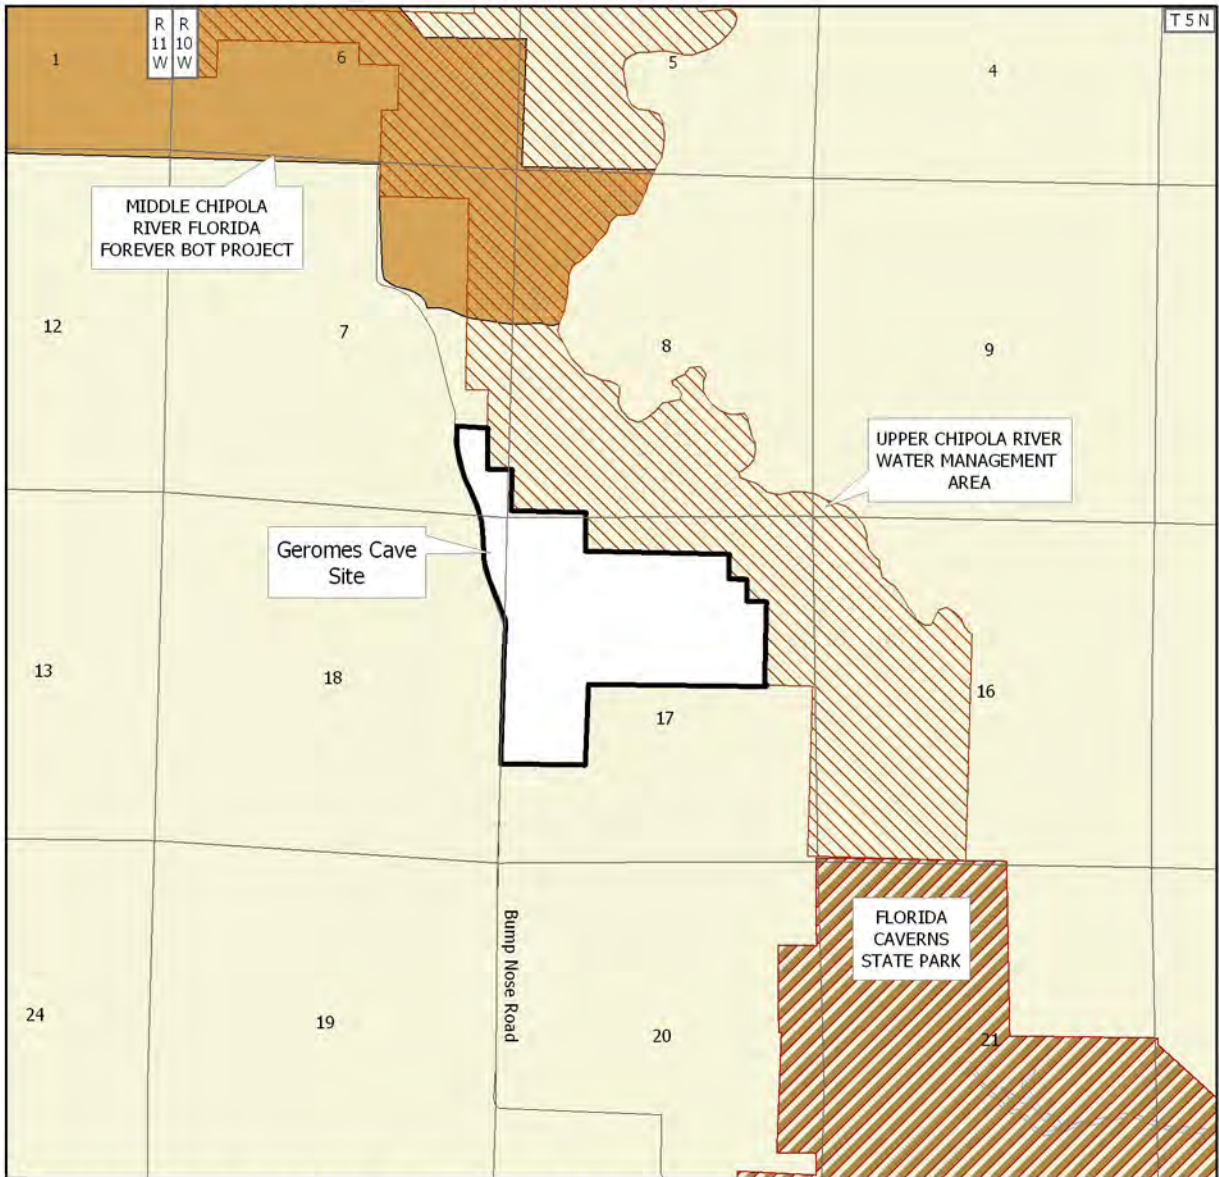 R R
11 10
W W
T 5 N
1
6
5
4
MIDDLE CHIPOLA
RIVER FLORIDA
FOREVER BOT PROJECT
12
7
8
9
UPPER CHIPOLA RIVER
WATER MANAGEMENT
AREA
Geromes Cave
Site
13
18
17
16
FLORIDA
CAVERNS
STATE PARK
Bump Nose Road
24
19
20
21